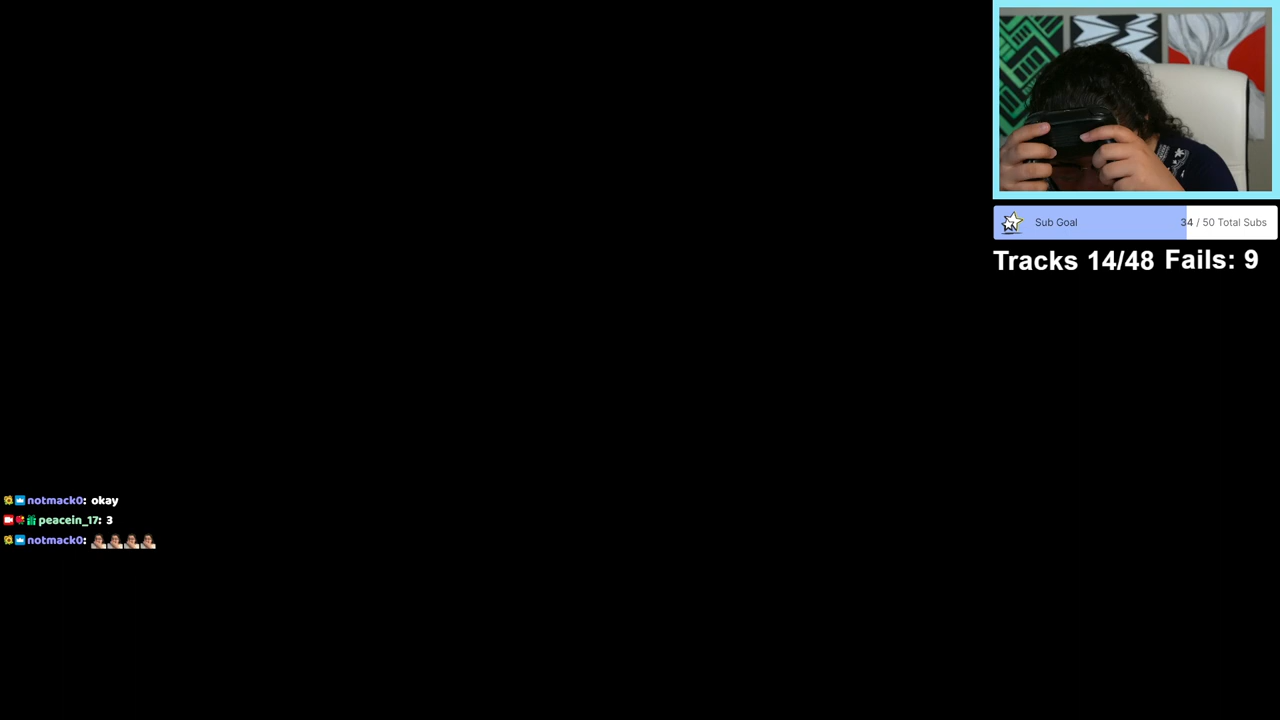 Sub Goal 34 / 50 Total Subs
Tracks 14/48 Fails: 9
notmack0: okay
peacein_17: 3
notmack0: